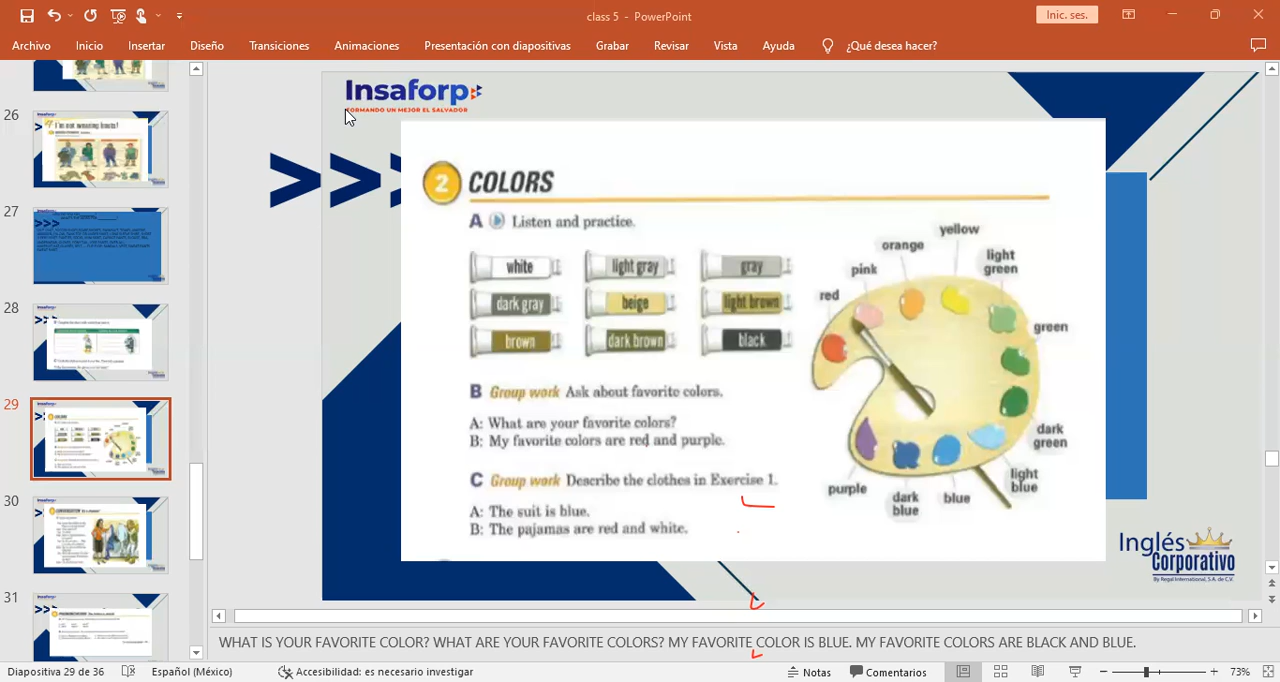 class 5 - PowerPoint
Inic. ses.
Archivo Inicio Insertar Diseño Transiciones Animaciones Presentación con diapositivas Grabar Revisar Vista Ayuda ¿Qué desea hacer?
26
27
28
29
30
31
Insaforp
FORMANDO UN MEJOR EL SALVADOR
2 COLORS
A Listen and practice.
white light gray gray
dark gray beige light brown
brown dark brown black
B Group work Ask about favorite colors.
A: What are your favorite colors?
B: My favorite colors are red and purple.
C Group work Describe the clothes in Exercise 1.
A: The suit is blue.
B: The pajamas are red and white.
red
pink
orange
yellow
light
green
green
dark
green
light
blue
blue
dark
blue
purple
Inglés
Corporativo
By Regal International, S.A. de C.V.
WHAT IS YOUR FAVORITE COLOR? WHAT ARE YOUR FAVORITE COLORS? MY FAVORITE COLOR IS BLUE. MY FAVORITE COLORS ARE BLACK AND BLUE.
Diapositiva 29 de 36 Español (México) Accesibilidad: es necesario investigar Notas Comentarios 73%